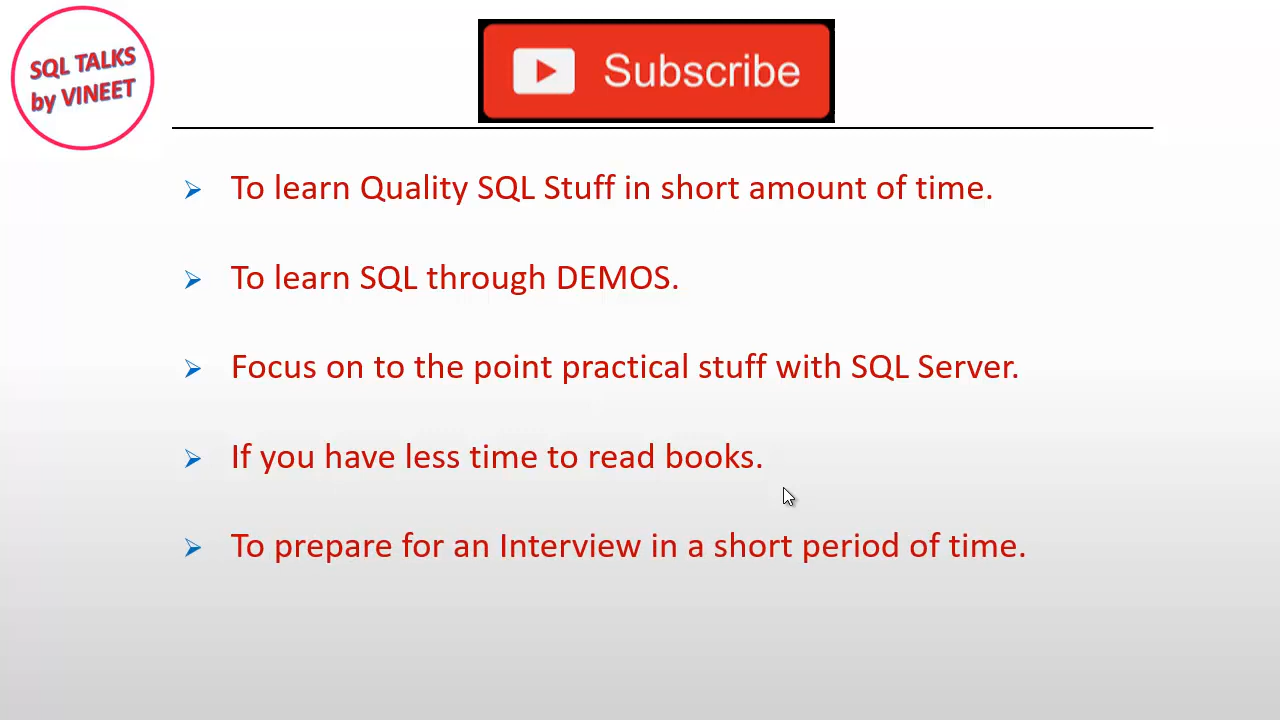 SQL TALKS
by VINEET
Subscribe
To learn Quality SQL Stuff in short amount of time.
To learn SQL through DEMOS.
Focus on to the point practical stuff with SQL Server.
If you have less time to read books.
To prepare for an Interview in a short period of time.